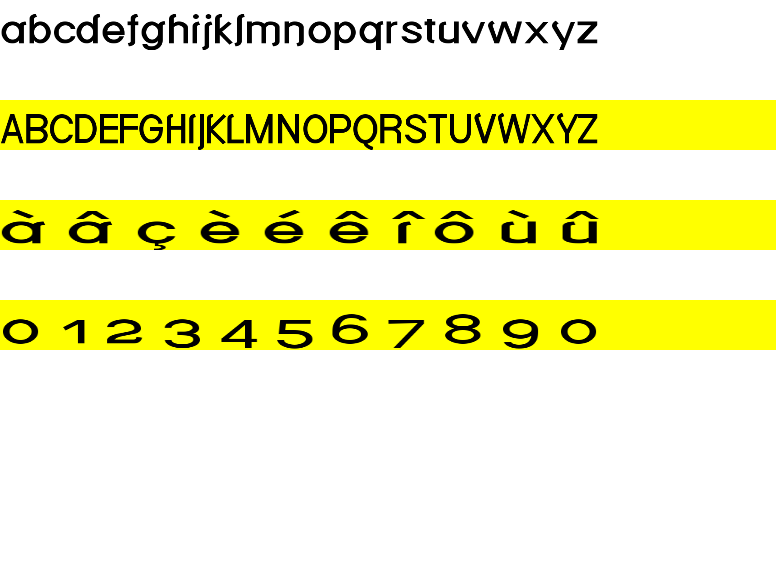 abcdefghijklmnopqrstuvwxyz
ABCDEFGHIJKLMNOPQRSTUVWXYZ
à â ç è é ê î ô ù û
0 1 2 3 4 5 6 7 8 9 0